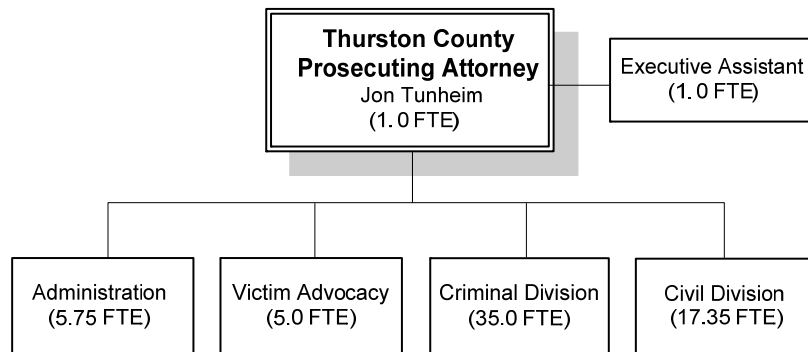 Thurston County
Prosecuting Attorney
Jon Tunheim
(1.0 FTE)
Executive Assistant
(1.0 FTE)
Administration
(5.75 FTE)
Victim Advocacy
(5.0 FTE)
Criminal Division
(35.0 FTE)
Civil Division
(17.35 FTE)